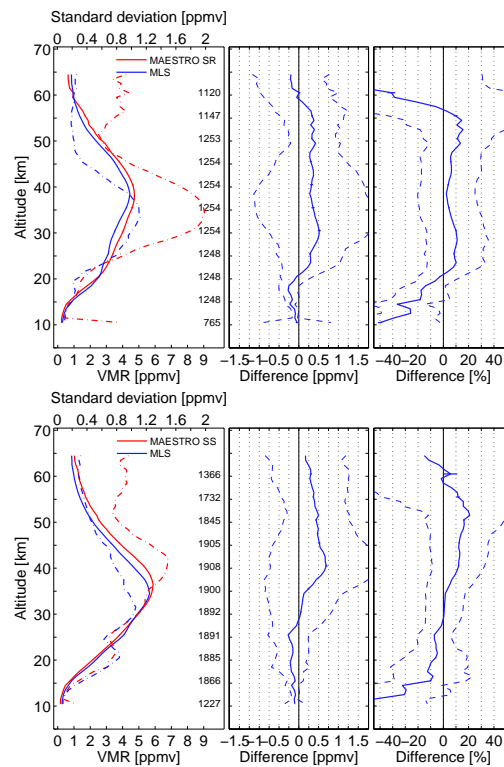 Standard deviation [ppmv]
0 0.4 0.8 1.2 1.6 2
70
60
50
40
30
20
10
Altitude [km]
MAESTRO SR
MLS
1120
1147
1253
1254
1254
1254
1254
1248
1248
1248
765
0 1 2 3 4 5 6 7 8 9
VMR [ppmv]
−1.5 −1 −0.5 0 0.5 1 1.5
Difference [ppmv]
−40 −20 0 20 40
Difference [%]
Standard deviation [ppmv]
0 0.4 0.8 1.2 1.6 2
70
60
50
40
30
20
10
Altitude [km]
MAESTRO SS
MLS
1366
1732
1845
1905
1908
1900
1892
1891
1885
1866
1227
0 1 2 3 4 5 6 7 8 9
VMR [ppmv]
−1.5 −1 −0.5 0 0.5 1 1.5
Difference [ppmv]
−40 −20 0 20 40
Difference [%]